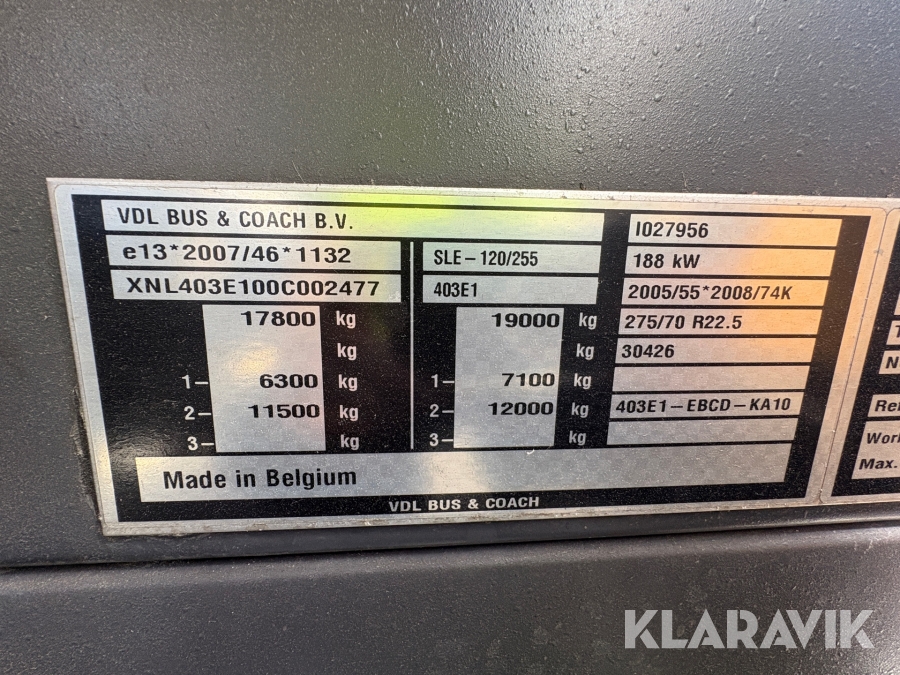 VDL BUS & COACH B.V.
e13*2007/46*1132
XNL403E100C002477
17800 kg
kg
1– 6300 kg
2– 11500 kg
3– kg
SLE – 120/255
403E1
19000 kg
kg
1– 7100 kg
2– 12000 kg
3– kg
I027956
188 kW
2005/55*2008/74K
275/70 R22.5
30426
403E1 – EBCD – KA10
Made in Belgium
VDL BUS & COACH
Max.
KLARAVIK